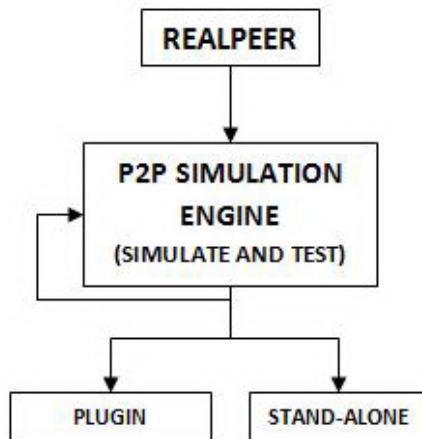 REALPEER
P2P SIMULATION
ENGINE
(SIMULATE AND TEST)
PLUGIN
STAND-ALONE